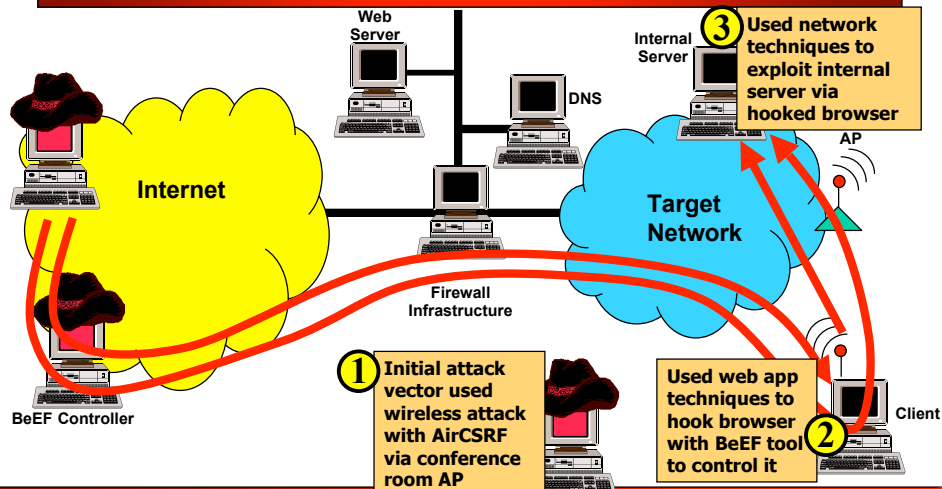 Web
Server
Internal
Server
3
Used network
techniques to
exploit internal
server via
hooked browser
DNS
AP
Internet
Target
Network
Firewall
Infrastructure
BeEF Controller
1
Initial attack
vector used
wireless attack
with AirCSRF
via conference
room AP
Used web app
techniques to
hook browser
with BeEF tool
to control it
2
Client